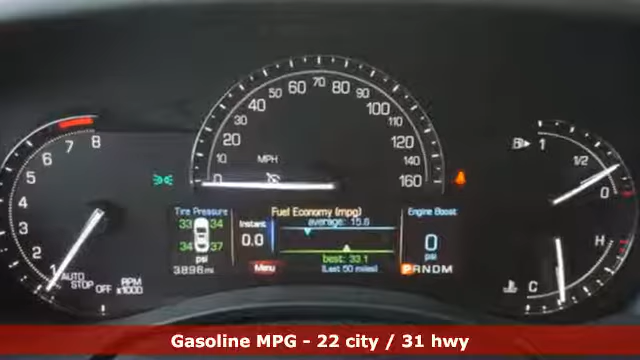 8
7
6
5
4
3
2
1
AUTO
STOP
OFF
RPM
x1000
0
10
20
30
40
50
60
70
80
90
100
110
120
140
160
MPH
Tire Pressure
33 34
34 37
psi
3896 mi
Instant
0.0
Menu
Fuel Economy (mpg)
average: 15.6
best: 33.1
(Last 50 miles)
Engine Boost
0
psi
PRNDM
1
1/2
0
H
C
Gasoline MPG - 22 city / 31 hwy